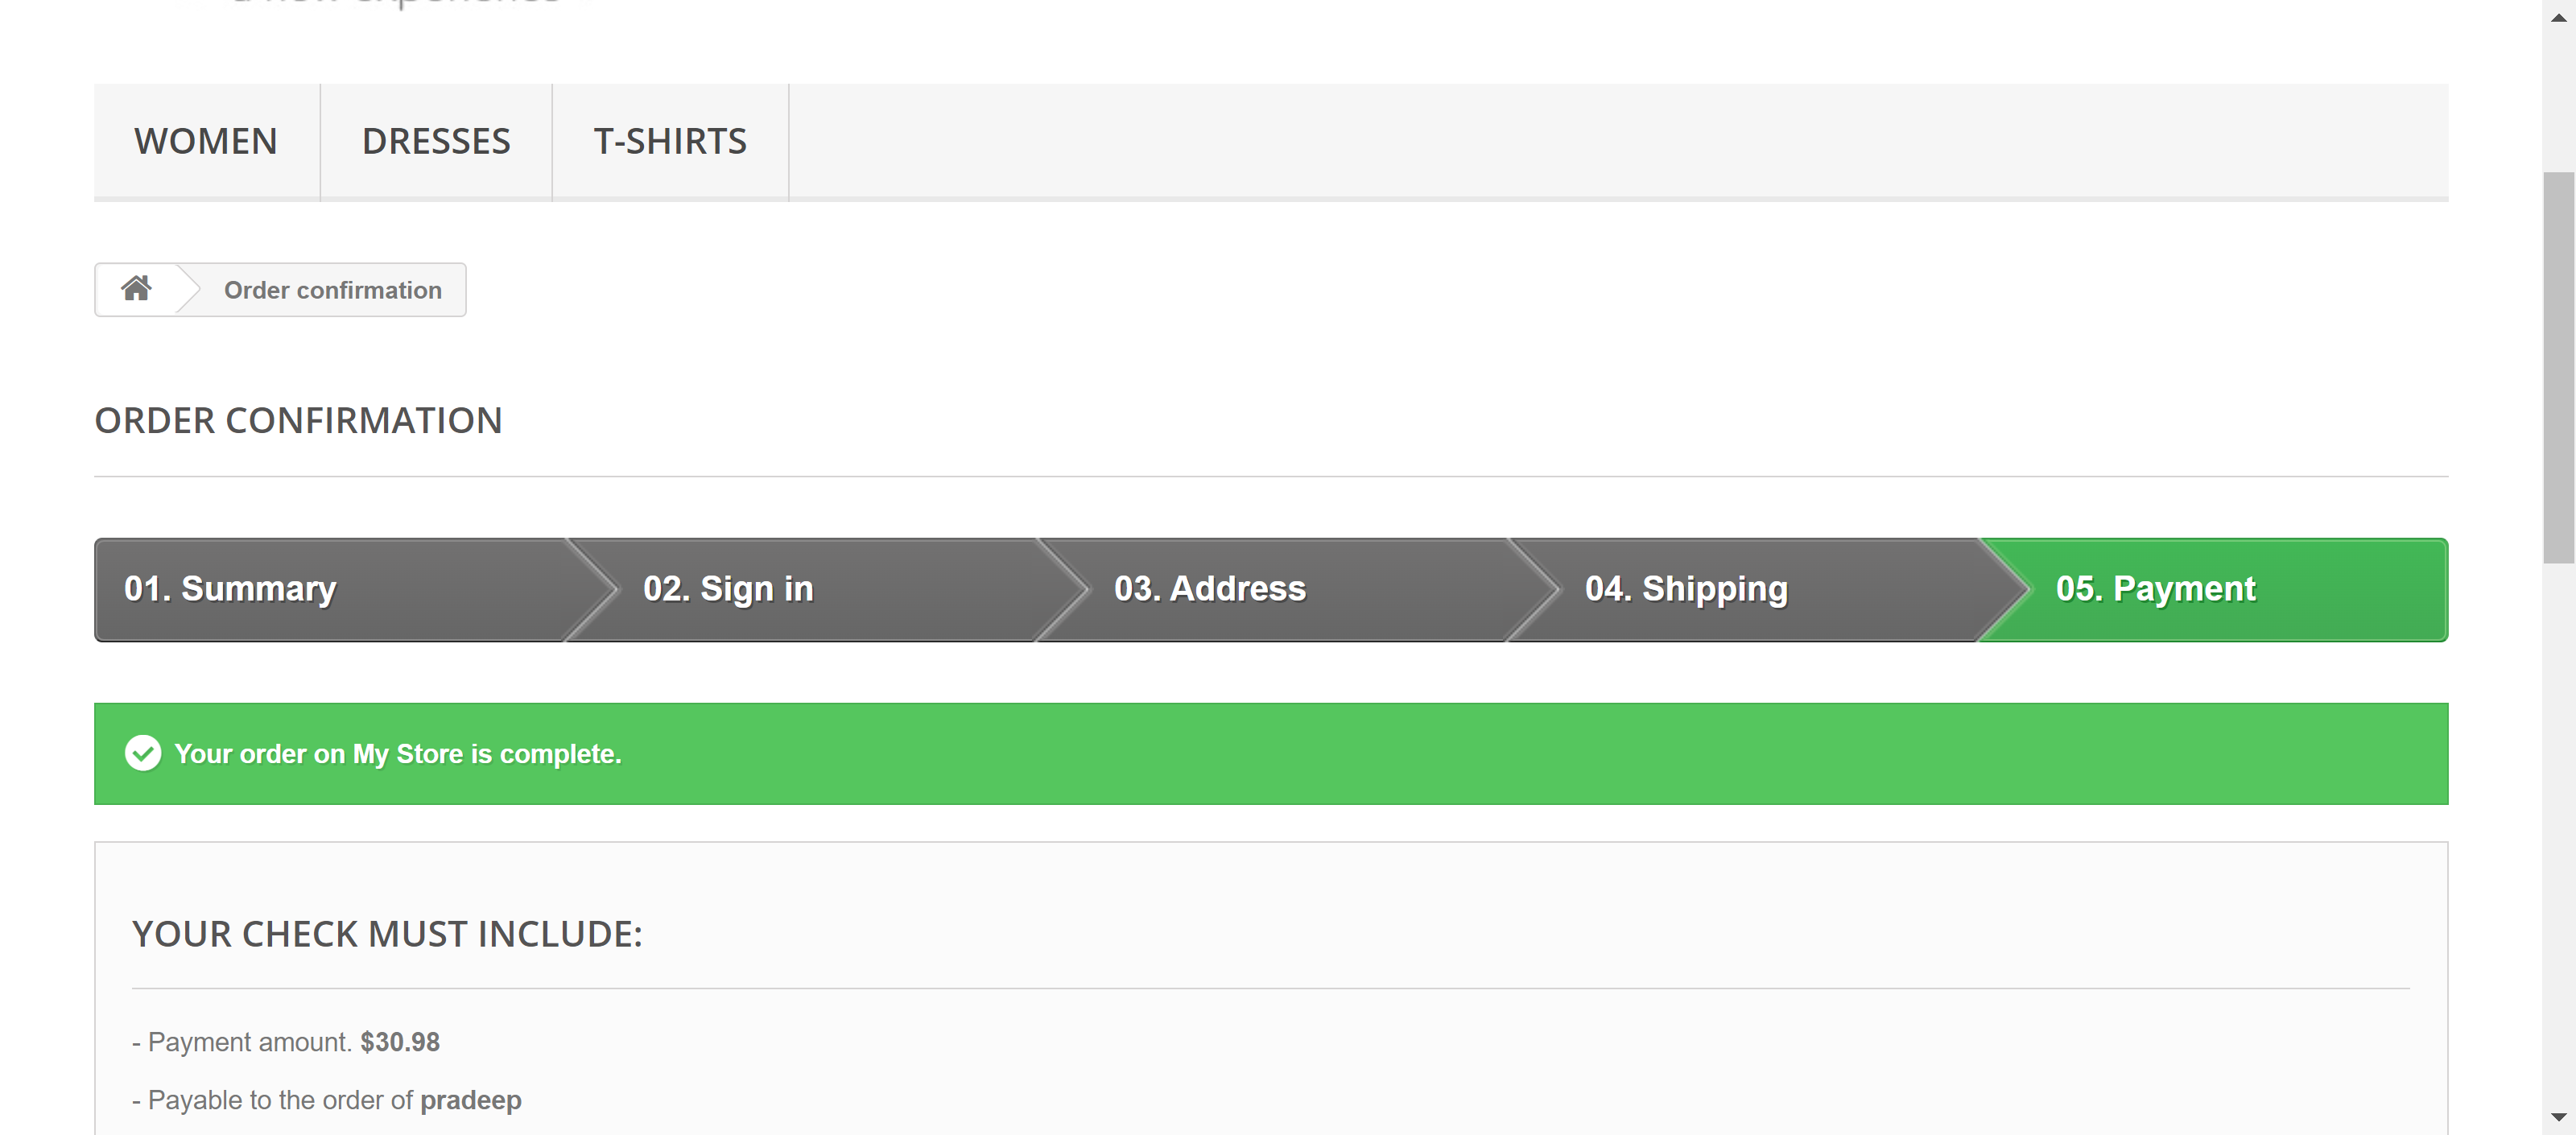 WOMEN
DRESSES
T-SHIRTS
Order confirmation
ORDER CONFIRMATION
01. Summary
02. Sign in
03. Address
04. Shipping
05. Payment
Your order on My Store is complete.
YOUR CHECK MUST INCLUDE:
- Payment amount. $30.98
- Payable to the order of pradeep